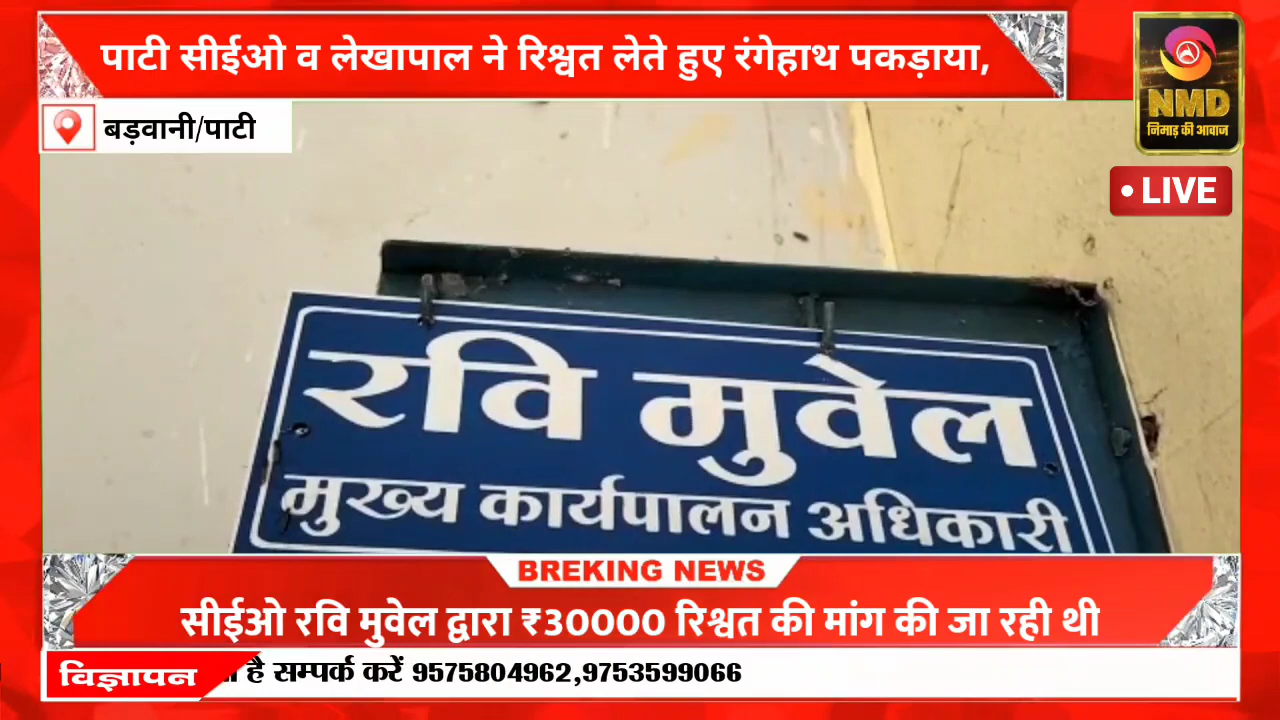 पाटी सीईओ व लेखापाल ने रिश्वत लेते हुए रंगेहाथ पकड़ाया,
NMD
निमाड़ की आवाज
बड़वानी/पाटी
• LIVE
रवि मुवेल
मुख्य कार्यपालन अधिकारी
BREKING NEWS
सीईओ रवि मुवेल द्वारा ₹30000 रिश्वत की मांग की जा रही थी
विज्ञापन
है सम्पर्क करें 9575804962,9753599066